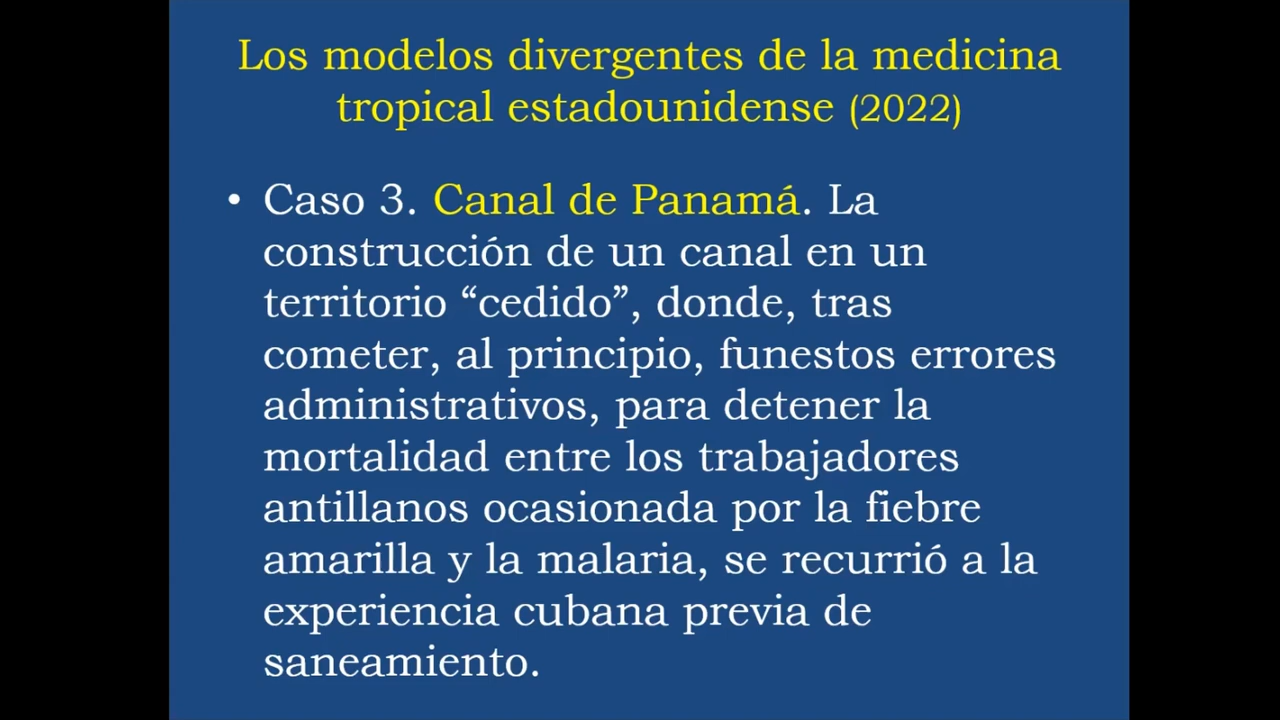 Los modelos divergentes de la medicina
tropical estadounidense (2022)
• Caso 3. Canal de Panamá. La
construcción de un canal en un
territorio “cedido”, donde, tras
cometer, al principio, funestos errores
administrativos, para detener la
mortalidad entre los trabajadores
antillanos ocasionada por la fiebre
amarilla y la malaria, se recurrió a la
experiencia cubana previa de
saneamiento.